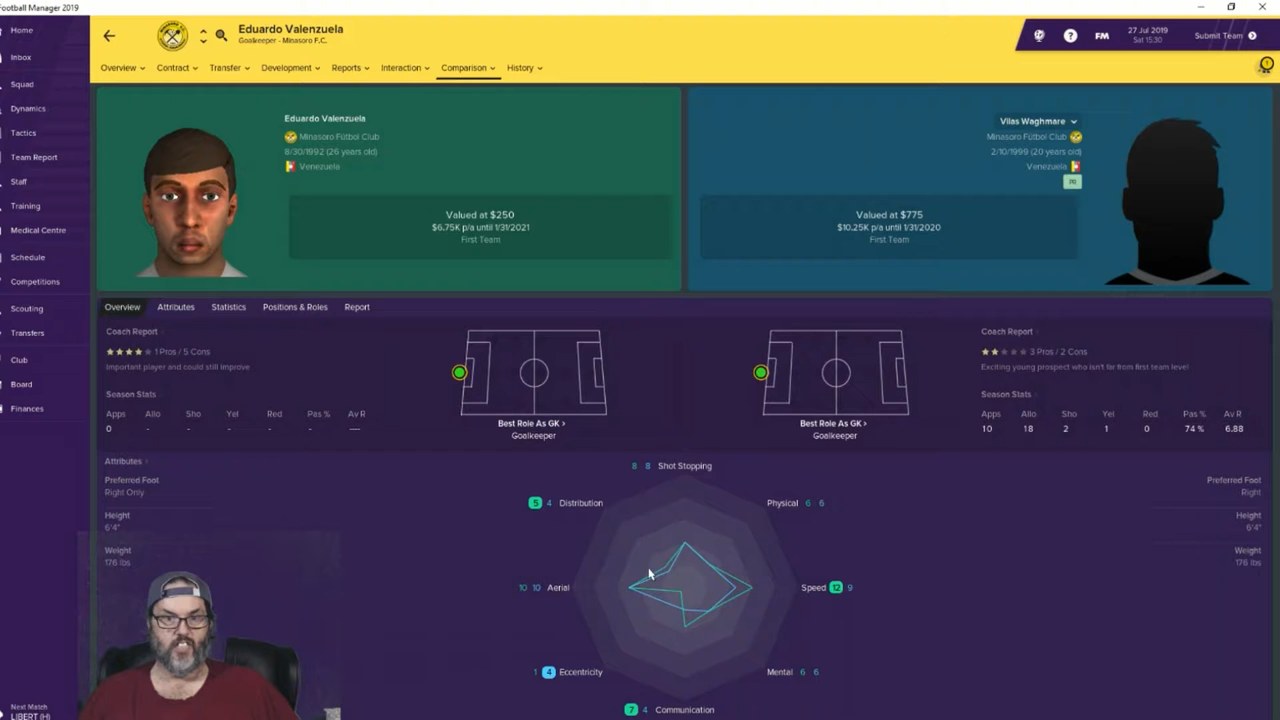 Football Manager 2019
Home
Inbox
Squad
Dynamics
Tactics
Team Report
Staff
Training
Medical Centre
Schedule
Competitions
Scouting
Transfers
Club
Board
Finances
Next Match
LIBERT (H)
Eduardo Valenzuela
Goalkeeper - Minasoro F.C.
FM
27 Jul 2019
Sat 15:30
Submit Team
Overview Contract Transfer Development Reports Interaction Comparison History
Eduardo Valenzuela
Minasoro Fútbol Club
8/30/1992 (26 years old)
Venezuela
Valued at $250
$6.75K p/a until 1/31/2021
First Team
Vilas Waghmare
Minasoro Fútbol Club
2/10/1999 (20 years old)
Venezuela
Valued at $775
$10.25K p/a until 1/31/2020
First Team
Overview Attributes Statistics Positions & Roles Report
Coach Report
1 Pros / 5 Cons
Important player and could still improve
Season Stats
Apps Allo Sho Yel Red Pas % Av R
0 - - - - - ---
Best Role As GK >
Goalkeeper
Best Role As GK >
Goalkeeper
Coach Report
3 Pros / 2 Cons
Exciting young prospect who isn't far from first team level
Season Stats
Apps Allo Sho Yel Red Pas % Av R
10 18 2 1 0 74 % 6.88
Attributes
Preferred Foot
Right Only
Height
6'4"
Weight
176 lbs
8 8 Shot Stopping
5 4 Distribution
Physical 6 6
10 10 Aerial
Speed 12 9
1 4 Eccentricity
Mental 6 6
7 4 Communication
Preferred Foot
Right
Height
6'4"
Weight
176 lbs